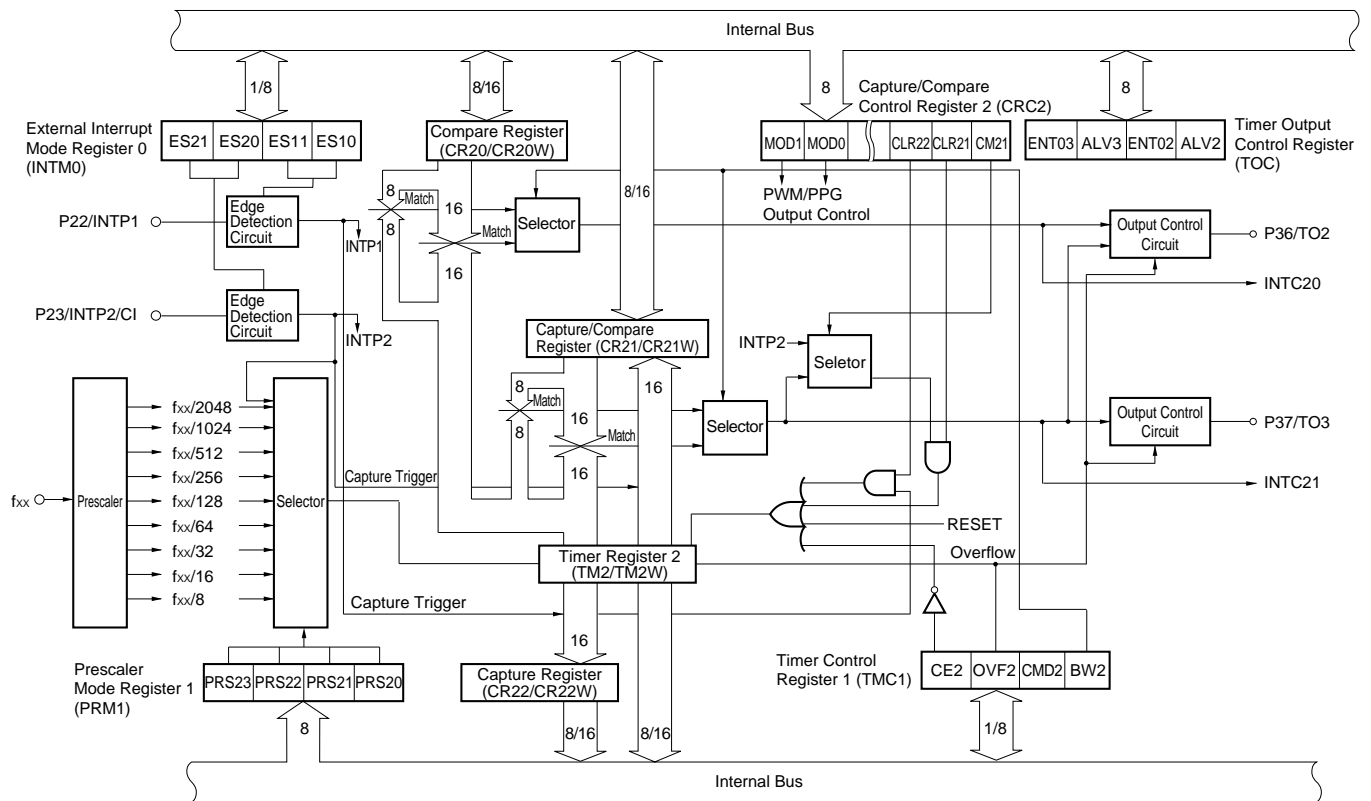 Internal Bus
1/8
8/16
8
8
Capture/Compare
Control Register 2 (CRC2)
External Interrupt
Mode Register 0
(INTM0)
ES21 ES20 ES11 ES10
Compare Register
(CR20/CR20W)
8/16
MOD1 MOD0 CLR22 CLR21 CM21
ENT03 ALV3 ENT02 ALV2
Timer Output
Control Register
(TOC)
PWM/PPG
Output Control
P22/INTP1
Edge
Detection
Circuit
INTP1
8
Match
8
16
Match
16
Selector
Output Control
Circuit
P36/TO2
INTC20
P23/INTP2/CI
Edge
Detection
Circuit
INTP2
Capture/Compare
Register (CR21/CR21W)
INTP2
Seletor
8
Match
8
16
Match
16
16
Selector
Output Control
Circuit
P37/TO3
INTC21
fxx
Prescaler
fxx/2048
fxx/1024
fxx/512
fxx/256
fxx/128
fxx/64
fxx/32
fxx/16
fxx/8
Selector
Capture Trigger
RESET
Timer Register 2
(TM2/TM2W)
Overflow
Capture Trigger
16
Prescaler
Mode Register 1
(PRM1)
PRS23 PRS22 PRS21 PRS20
Capture Register
(CR22/CR22W)
Timer Control
Register 1 (TMC1)
CE2 OVF2 CMD2 BW2
8
8/16
8/16
1/8
Internal Bus